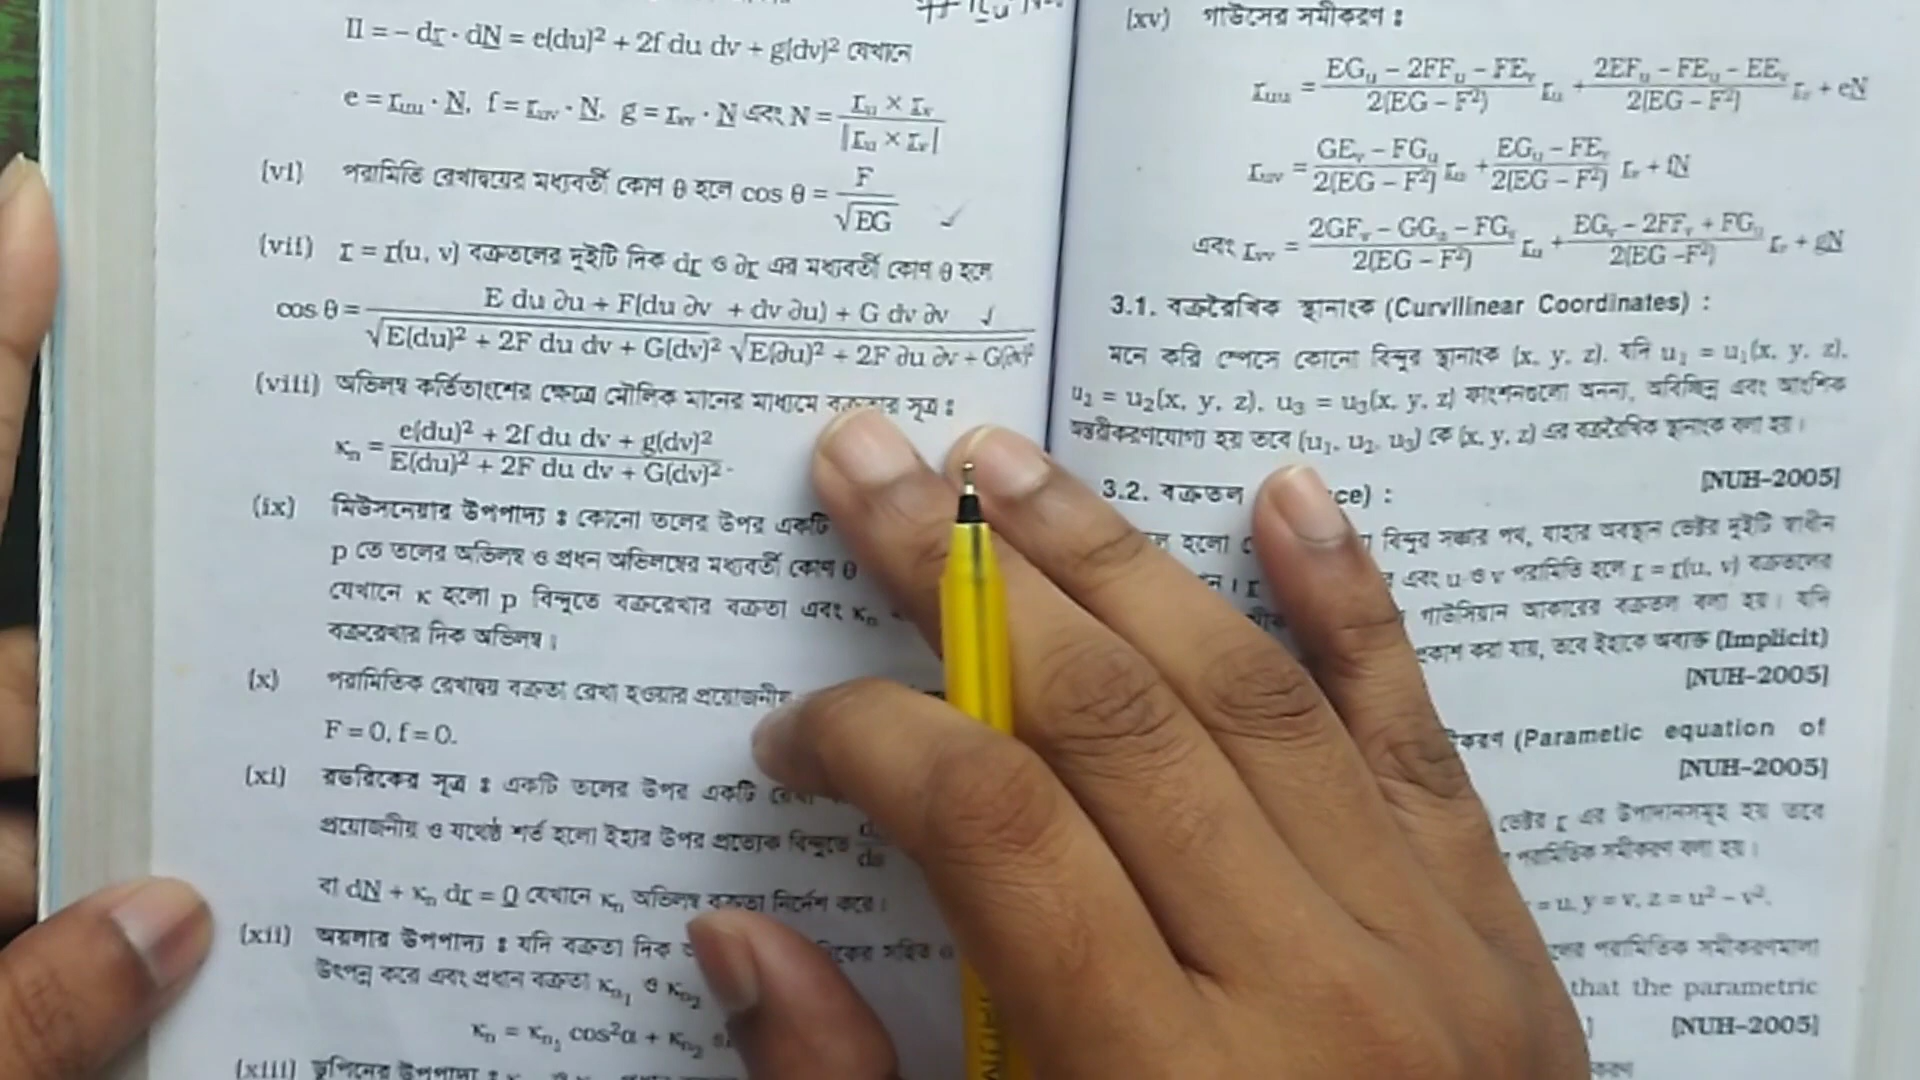 II = – dr · dN = e(du)² + 2f du dv + g(dv)² যেখানে
e = r_uu · N, f = r_uv · N, g = r_vv · N এবং N = (r_u × r_v) / |r_u × r_v|
(vi) পরামিতি রেখাদ্বয়ের মধ্যবর্তী কোণ θ হলে cos θ = F / √EG
(vii) r = r(u, v) বক্রতলের দুইটি দিক dr ও ∂r এর মধ্যবর্তী কোণ θ হলে
cos θ = (E du ∂u + F(du ∂v + dv ∂u) + G dv ∂v) / (√E(du)² + 2F du dv + G(dv)² √E(∂u)² + 2F ∂u ∂v + G(∂v)²)
(viii) অভিলম্ব কর্তিতাংশের ক্ষেত্রে মৌলিক মানের মাধ্যমে বক্রতার সূত্র :
κ_n = (e(du)² + 2f du dv + g(dv)²) / (E(du)² + 2F du dv + G(dv)²).
(ix) মিউসনেয়ার উপপাদ্য : কোনো তলের উপর একটি
p তে তলের অভিলম্ব ও প্রধান অভিলম্বের মধ্যবর্তী কোণ θ
যেখানে κ হলো p বিন্দুতে বক্ররেখার বক্রতা এবং κ_n
বক্ররেখার দিক অভিলম্ব।
(x) পরামিতিক রেখাদ্বয় বক্রতা রেখা হওয়ার প্রয়োজনীয়
F = 0, f = 0.
(xi) রডরিকের সূত্র : একটি তলের উপর একটি রেখা
প্রয়োজনীয় ও যথেষ্ঠ শর্ত হলো ইহার উপর প্রত্যেক বিন্দুতে
বা dN + κ_n dr = 0 যেখানে κ_n অভিলম্ব বক্রতা নির্দেশ করে।
(xii) অয়লার উপপাদ্য : যদি বক্রতা দিক সহিত
উৎপন্ন করে এবং প্রধান বক্রতা κ_n₁ ও κ_n₂
κ_n = κ_n₁ cos²α + κ_n₂
(xiii) ডুপিনের উপপাদ্য :
(xv) গাউসের সমীকরণ :
r_uu = (EG_u – 2FF_u – FE_v) / 2(EG – F²) r_u + (2EF_u – FE_u – EE_v) / 2(EG – F²) r_v + eN
r_uv = (GE_v – FG_u) / 2(EG – F²) r_u + (EG_u – FE_v) / 2(EG – F²) r_v + fN
এবং r_vv = (2GF_v – GG_u – FG_v) / 2(EG – F²) r_u + (EG_v – 2FF_v + FG_u) / 2(EG –F²) r_v + gN
3.1. বক্ররৈখিক স্থানাংক (Curvilinear Coordinates) :
মনে করি স্পেসে কোনো বিন্দুর স্থানাংক (x, y, z). যদি u₁ = u₁(x, y, z),
u₂ = u₂(x, y, z), u₃ = u₃(x, y, z) ফাংশনগুলো অনন্য, অবিচ্ছিন্ন এবং আংশিক
অন্তরীকরণযোগ্য হয় তবে (u₁, u₂, u₃) কে (x, y, z) এর বক্ররৈখিক স্থানাংক বলা হয়।
[NUH–2005]
3.2. বক্রতল ce) :
হলো বিন্দুর সঞ্চার পথ, যাহার অবস্থান ভেক্টর দুইটি স্বাধীন
এবং u ও v পরামিতি হলে r = r(u, v) বক্রতলের
গাউসিয়ান আকারের বক্রতল বলা হয়। যদি
করা যায়, তবে ইহাকে অব্যক্ত (Implicit)
[NUH–2005]
(Parametic equation of
[NUH–2005]
r এর উপাদানসমূহ হয় তবে
পরামিতিক সমীকরণ বলা হয়।
= u, y = v, z = u² – v².
পরামিতিক সমীকরণমালা
that the parametric
[NUH–2005]